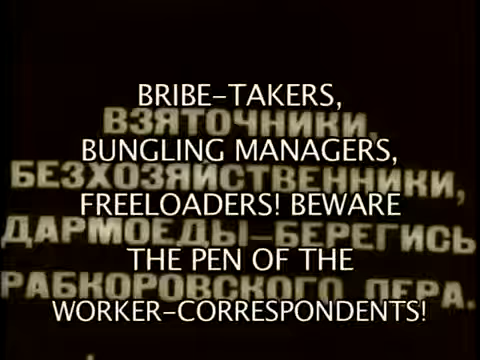 BRIBE-TAKERS,
ВЗЯТОЧНИКИ,
BUNGLING MANAGERS,
БЕЗХОЗЯЙСТВЕННИКИ,
FREELOADERS! BEWARE
ДАРМОЕДЫ-БЕРЕГИСЬ
THE PEN OF THE
РАБКОРОВСКОГО ПЕРА.
WORKER-CORRESPONDENTS!